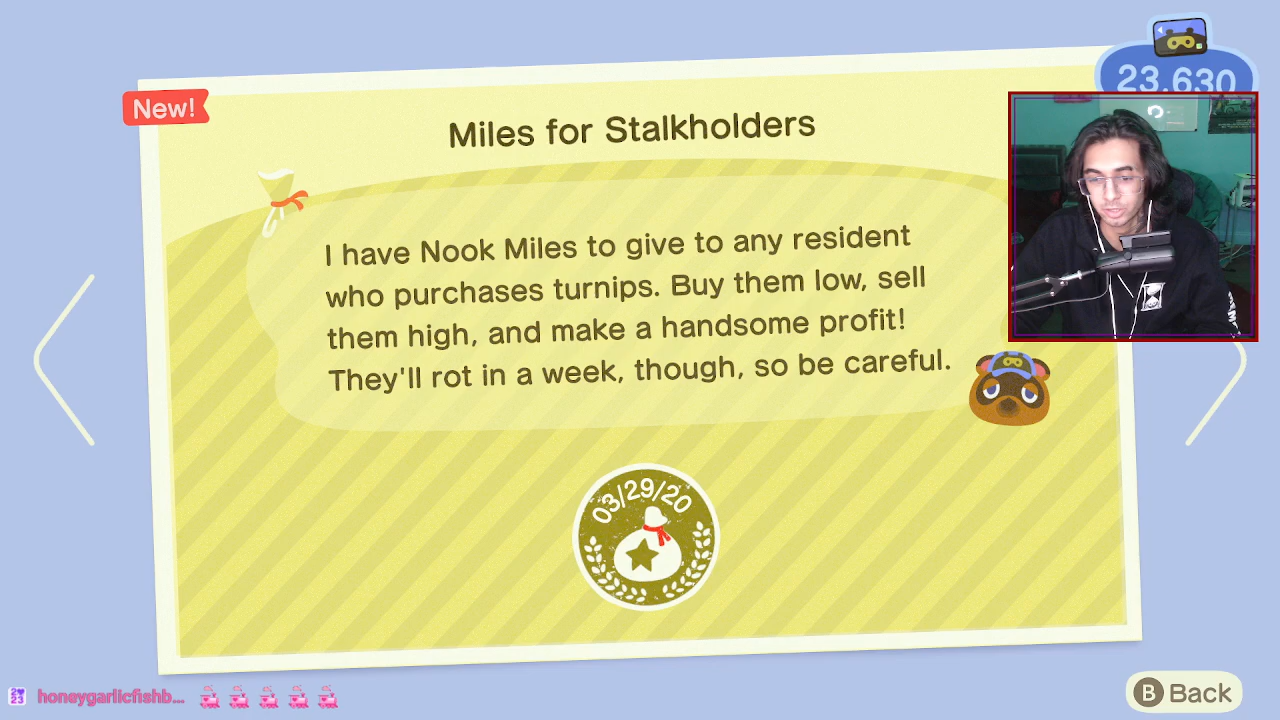 23,630
New!
Miles for Stalkholders
I have Nook Miles to give to any resident
who purchases turnips. Buy them low, sell
them high, and make a handsome profit!
They'll rot in a week, though, so be careful.
03/29/20
23
honeygarlicfishb...
B Back